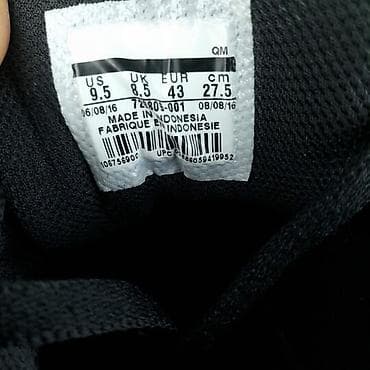 QM
US UK EUR cm
9.5 8.5 43 27.5
06/08/16 08/08/16
MADE IN INDONESIA
FABRIQUE EN INDONESIE
UPC